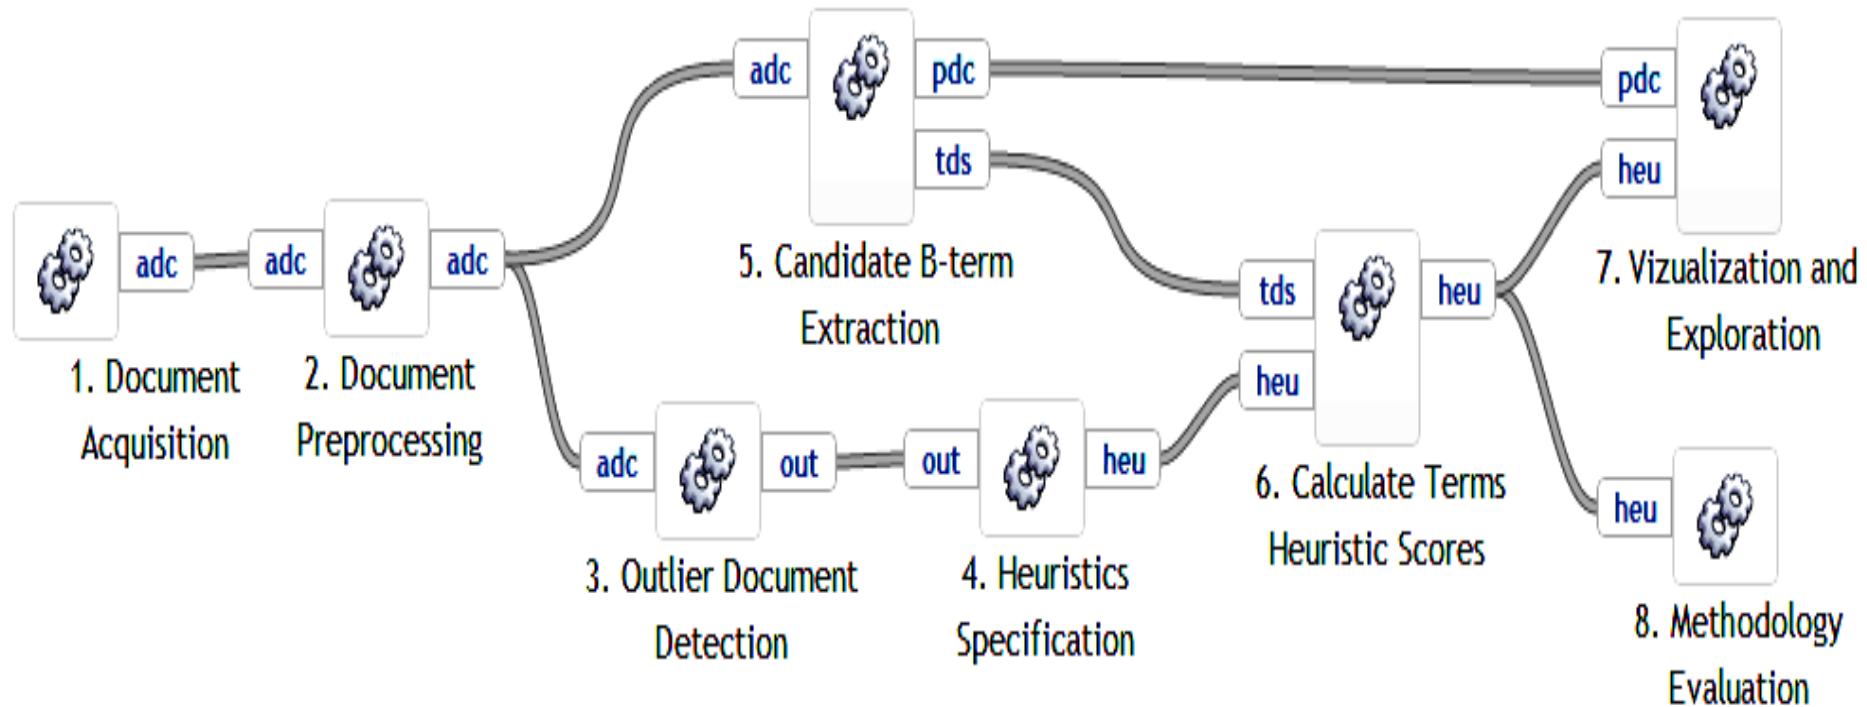 adc
pdc
pdc
tds
heu
adc
adc
adc
5. Candidate B-term
Extraction
tds
heu
7. Vizualization and
Exploration
1. Document
Acquisition
2. Document
Preprocessing
heu
adc
out
out
heu
6. Calculate Terms
Heuristic Scores
heu
3. Outlier Document
Detection
4. Heuristics
Specification
8. Methodology
Evaluation